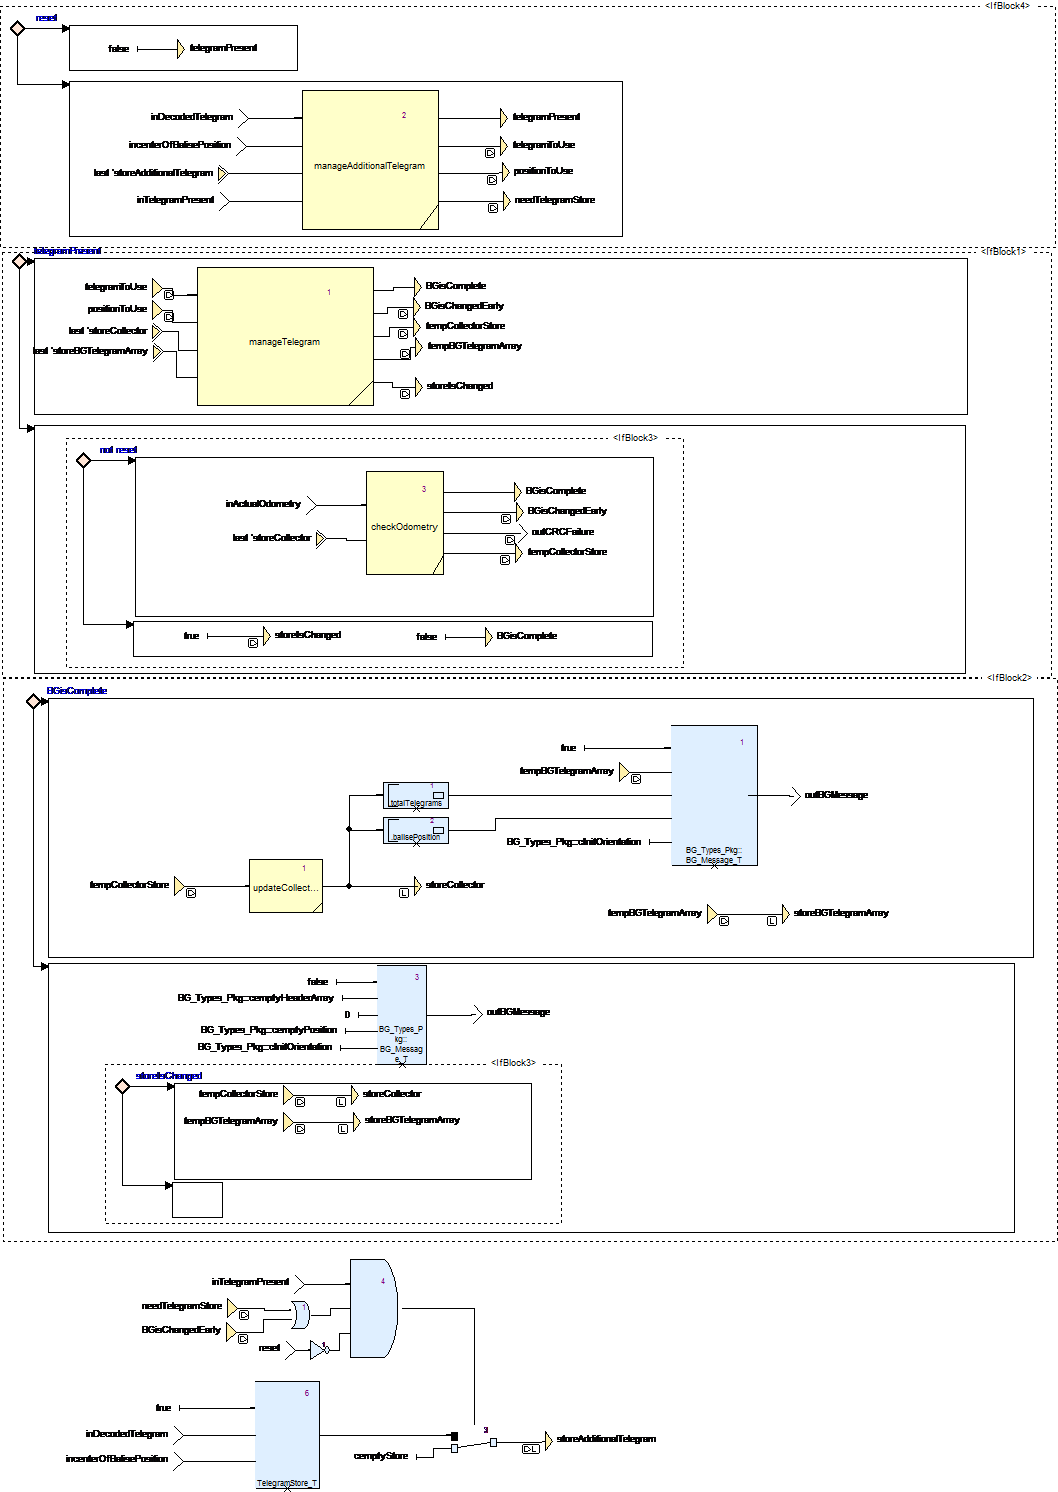 <IfBlock4>
reset
false
telegramPresent
inDecodedTelegram
incenterOfBalisePosition
last 'storeAdditionalTelegram
inTelegramPresent
2
manageAdditionalTelegram
telegramPresent
telegramToUse
positionToUse
needTelegramStore
<IfBlock1>
telegramPresent
telegramToUse
positionToUse
last 'storeCollector
last 'storeBGTelegramArray
1
manageTelegram
BGisComplete
BGisChangedEarly
tempCollectorStore
tempBGTelegramArray
storeIsChanged
<IfBlock3>
not reset
inActualOdometry
last 'storeCollector
3
checkOdometry
BGisComplete
BGisChangedEarly
outCRCFailure
tempCollectorStore
true
storeIsChanged
false
BGisComplete
<IfBlock2>
BGisComplete
true
tempBGTelegramArray
1
.totalTelegrams
2
.balisePosition
BG_Types_Pkg::cInitOrientation
1
BG_Types_Pkg::
BG_Message_T
outBGMessage
tempCollectorStore
1
updateCollect...
L
storeCollector
tempBGTelegramArray
L
storeBGTelegramArray
false
BG_Types_Pkg::cemptyHeaderArray
0
BG_Types_Pkg::cemptyPosition
BG_Types_Pkg::cInitOrientation
3
BG_Types_P
kg::
BG_Messag
e_T
outBGMessage
<IfBlock3>
storeIsChanged
tempCollectorStore
L
storeCollector
tempBGTelegramArray
L
storeBGTelegramArray
inTelegramPresent
needTelegramStore
BGisChangedEarly
reset
1
1
4
true
inDecodedTelegram
incenterOfBalisePosition
6
TelegramStore_T
cemptyStore
3
L
storeAdditionalTelegram